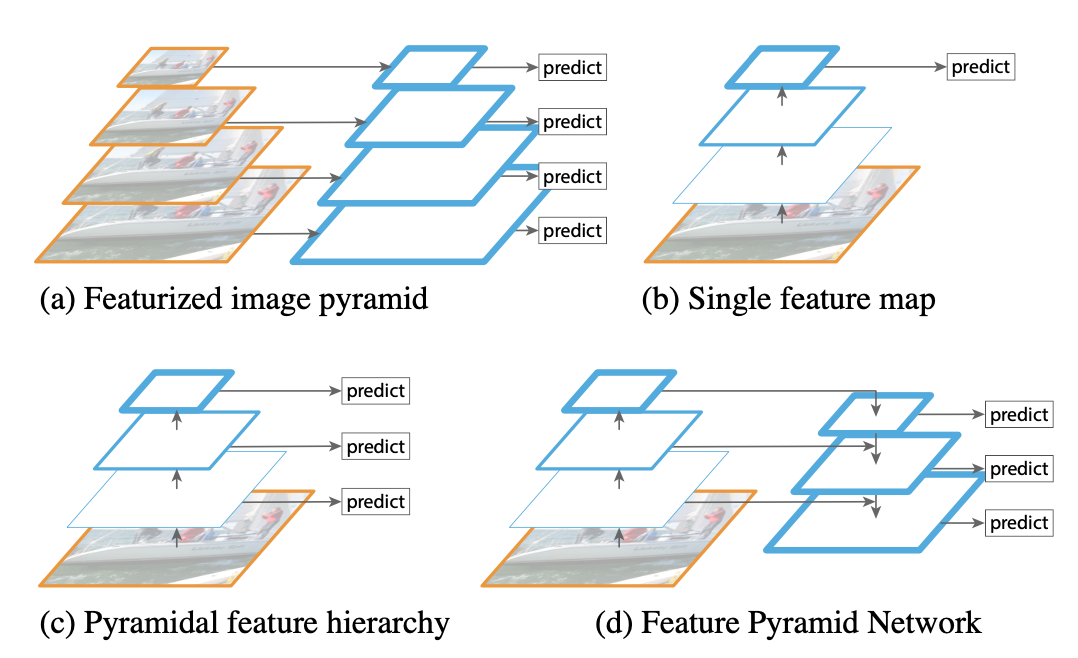 predict
predict
predict
predict
(a) Featurized image pyramid
predict
(b) Single feature map
predict
predict
predict
(c) Pyramidal feature hierarchy
predict
predict
predict
(d) Feature Pyramid Network